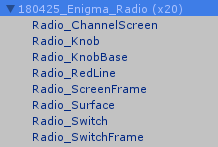 180425_Enigma_Radio (x20)
Radio_ChannelScreen
Radio_Knob
Radio_KnobBase
Radio_RedLine
Radio_ScreenFrame
Radio_Surface
Radio_Switch
Radio_SwitchFrame